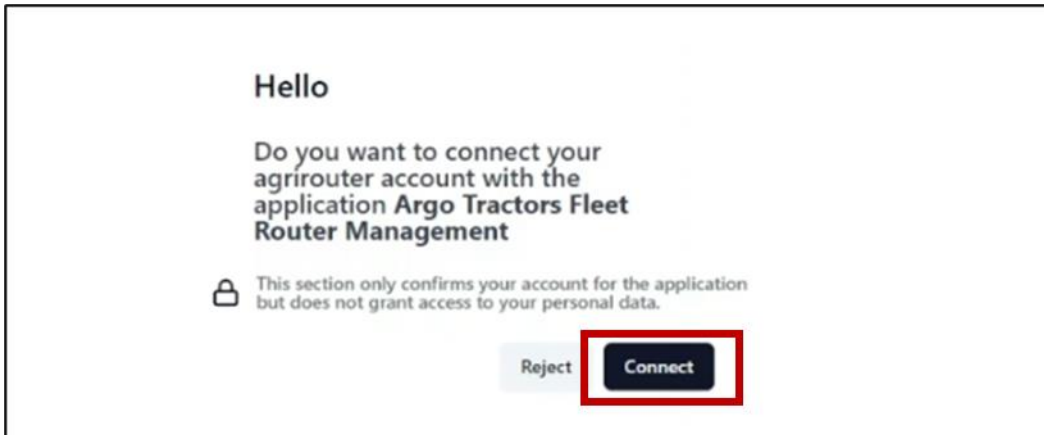 Hello
Do you want to connect your
agrirouter account with the
application Argo Tractors Fleet
Router Management
This section only confirms your account for the application
but does not grant access to your personal data.
Reject
Connect